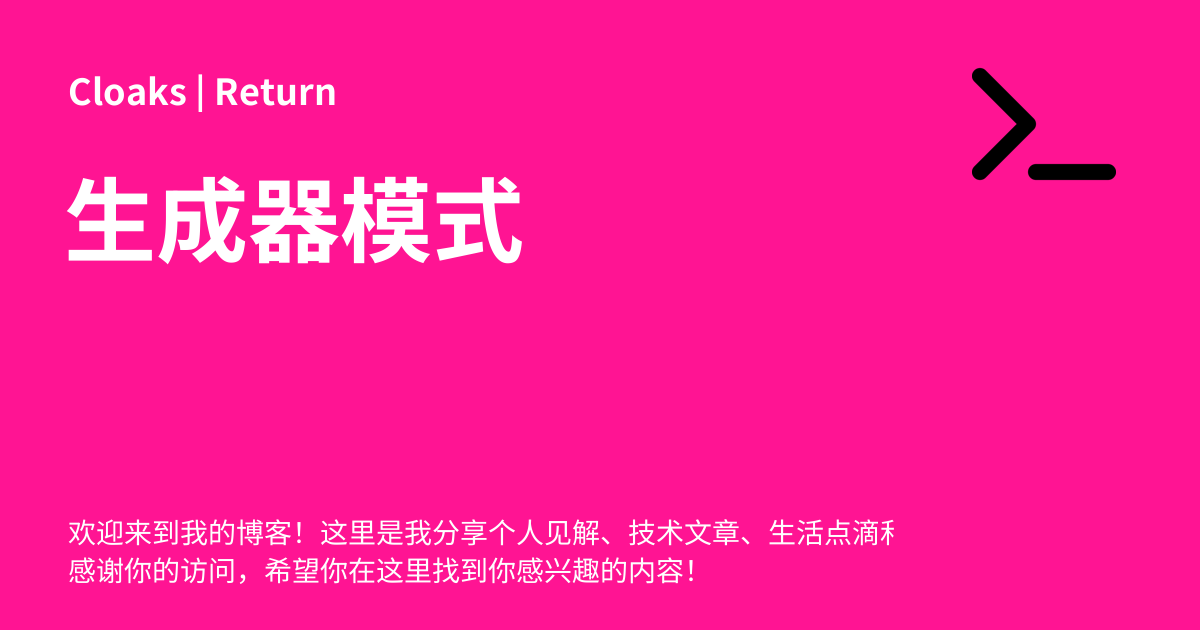 Cloaks | Return
生成器模式
欢迎来到我的博客！这里是我分享个人见解、技术文章、生活点滴
感谢你的访问，希望你在这里找到你感兴趣的内容！